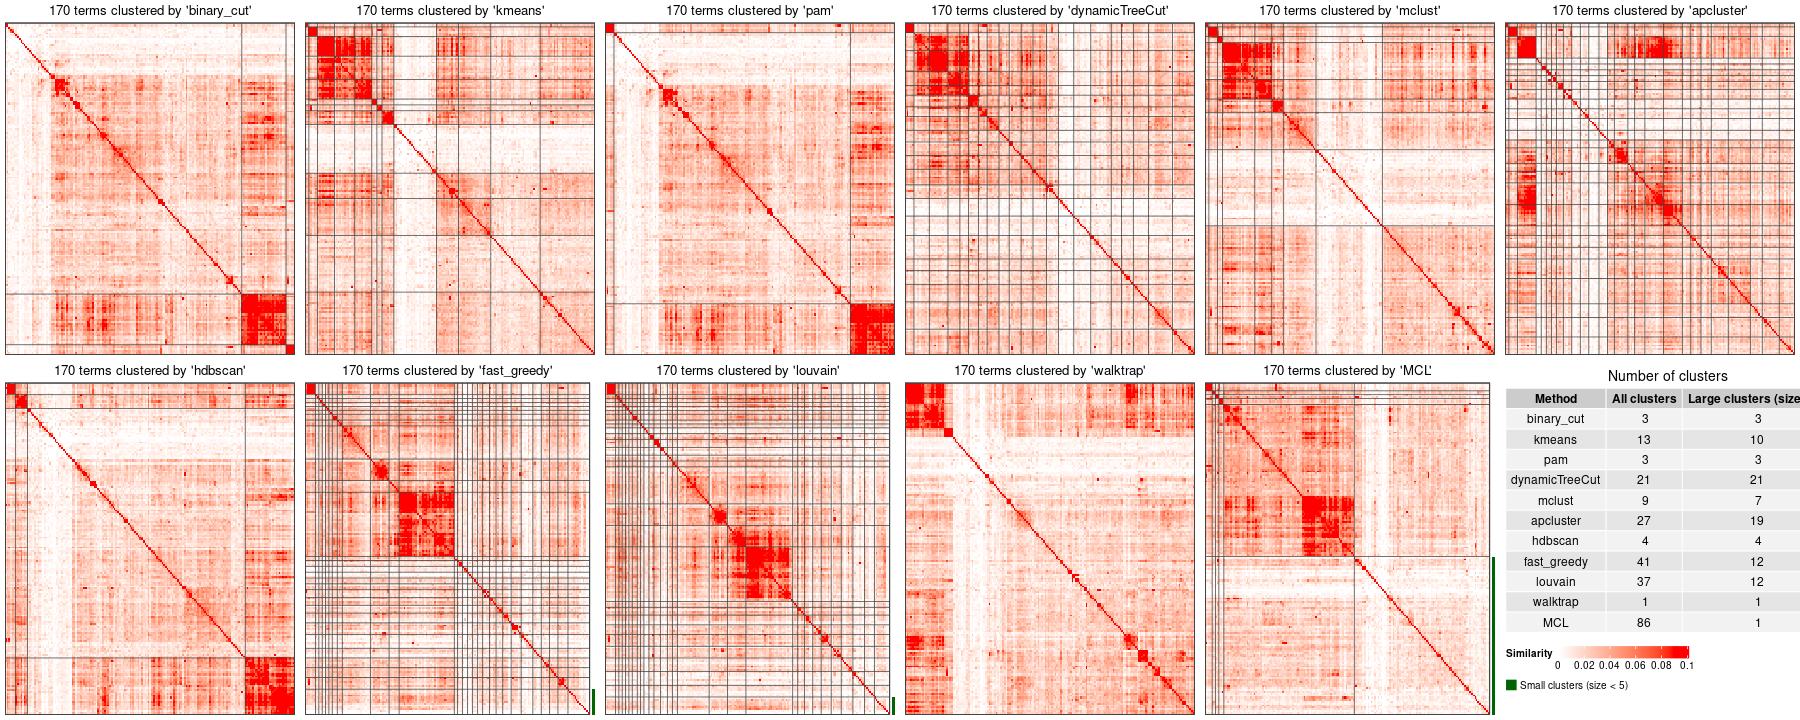 170 terms clustered by 'binary_cut'
170 terms clustered by 'kmeans'
170 terms clustered by 'pam'
170 terms clustered by 'dynamicTreeCut'
170 terms clustered by 'mclust'
170 terms clustered by 'apcluster'
170 terms clustered by 'hdbscan'
170 terms clustered by 'fast_greedy'
170 terms clustered by 'louvain'
170 terms clustered by 'walktrap'
170 terms clustered by 'MCL'
Number of clusters
Method All clusters Large clusters (size
binary_cut 3 3
kmeans 13 10
pam 3 3
dynamicTreeCut 21 21
mclust 9 7
apcluster 27 19
hdbscan 4 4
fast_greedy 41 12
louvain 37 12
walktrap 1 1
MCL 86 1
Similarity
0 0.02 0.04 0.06 0.08 0.1
Small clusters (size < 5)